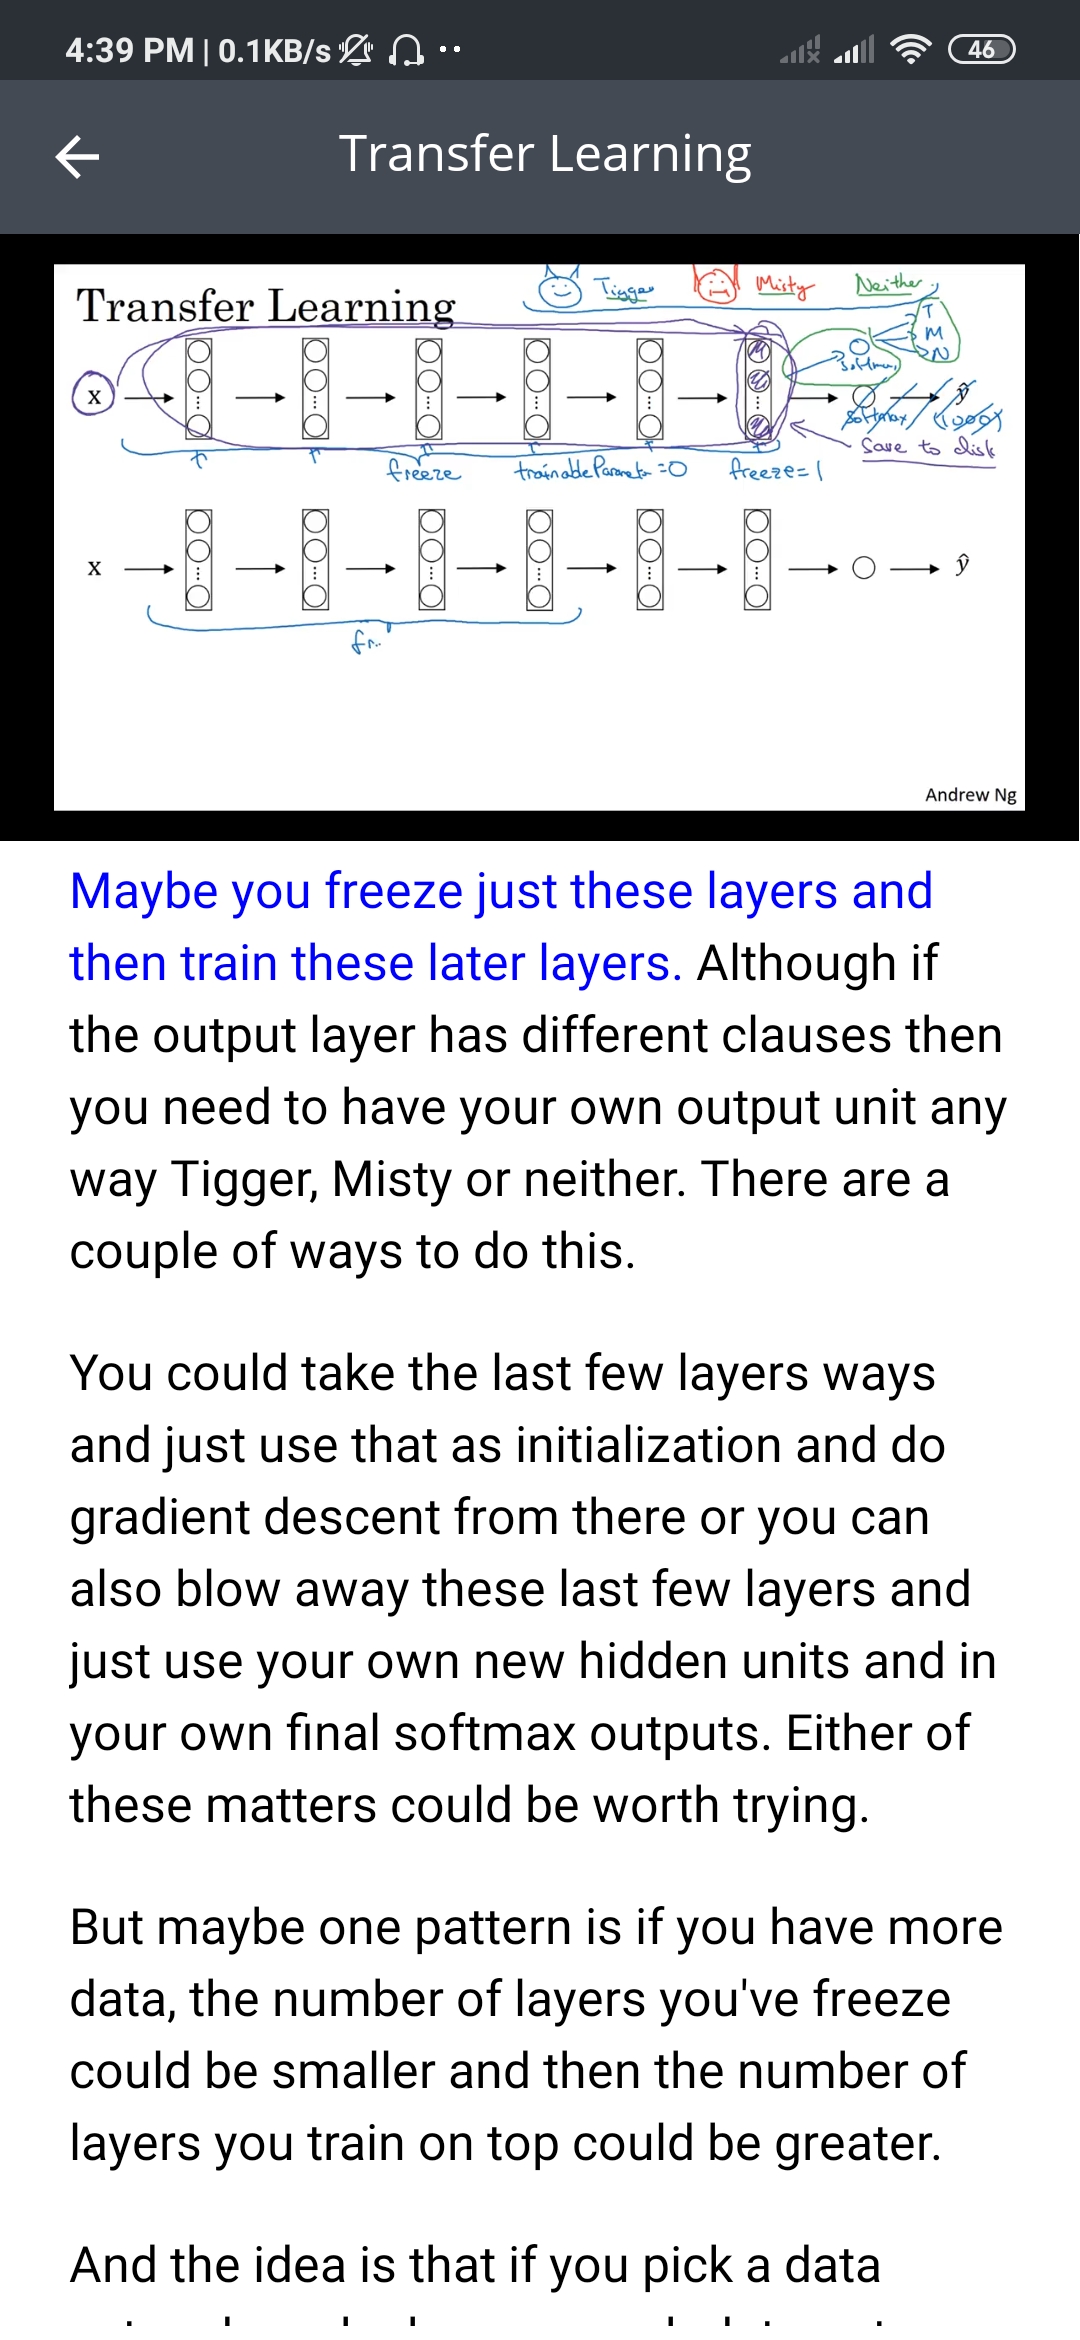 4:39 PM | 0.1KB/s
46
Transfer Learning
Transfer Learning
Tigger Misty Neither
T
M
N
x
softmax
ŷ
softmax (1000)
Save to disk
freeze trainableParameter=0 freeze=1
x ŷ
fr..
Andrew Ng
Maybe you freeze just these layers and
then train these later layers. Although if
the output layer has different clauses then
you need to have your own output unit any
way Tigger, Misty or neither. There are a
couple of ways to do this.
You could take the last few layers ways
and just use that as initialization and do
gradient descent from there or you can
also blow away these last few layers and
just use your own new hidden units and in
your own final softmax outputs. Either of
these matters could be worth trying.
But maybe one pattern is if you have more
data, the number of layers you've freeze
could be smaller and then the number of
layers you train on top could be greater.
And the idea is that if you pick a data